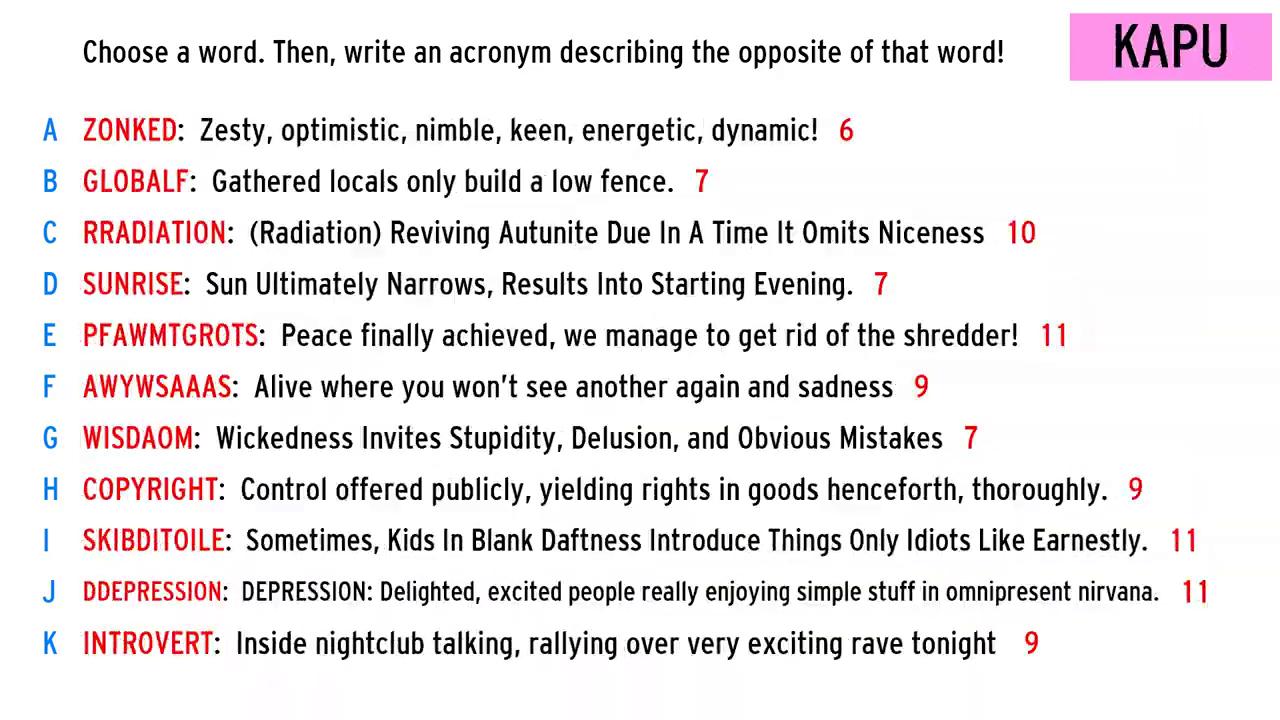 Choose a word. Then, write an acronym describing the opposite of that word!
KAPU
A ZONKED: Zesty, optimistic, nimble, keen, energetic, dynamic! 6
B GLOBALF: Gathered locals only build a low fence. 7
C RRADIATION: (Radiation) Reviving Autunite Due In A Time It Omits Niceness 10
D SUNRISE: Sun Ultimately Narrows, Results Into Starting Evening. 7
E PFAWMTGROTS: Peace finally achieved, we manage to get rid of the shredder! 11
F AWYWSAAAS: Alive where you won't see another again and sadness 9
G WISDAOM: Wickedness Invites Stupidity, Delusion, and Obvious Mistakes 7
H COPYRIGHT: Control offered publicly, yielding rights in goods henceforth, thoroughly. 9
I SKIBDITOILE: Sometimes, Kids In Blank Daftness Introduce Things Only Idiots Like Earnestly. 11
J DDEPRESSION: DEPRESSION: Delighted, excited people really enjoying simple stuff in omnipresent nirvana. 11
K INTROVERT: Inside nightclub talking, rallying over very exciting rave tonight 9